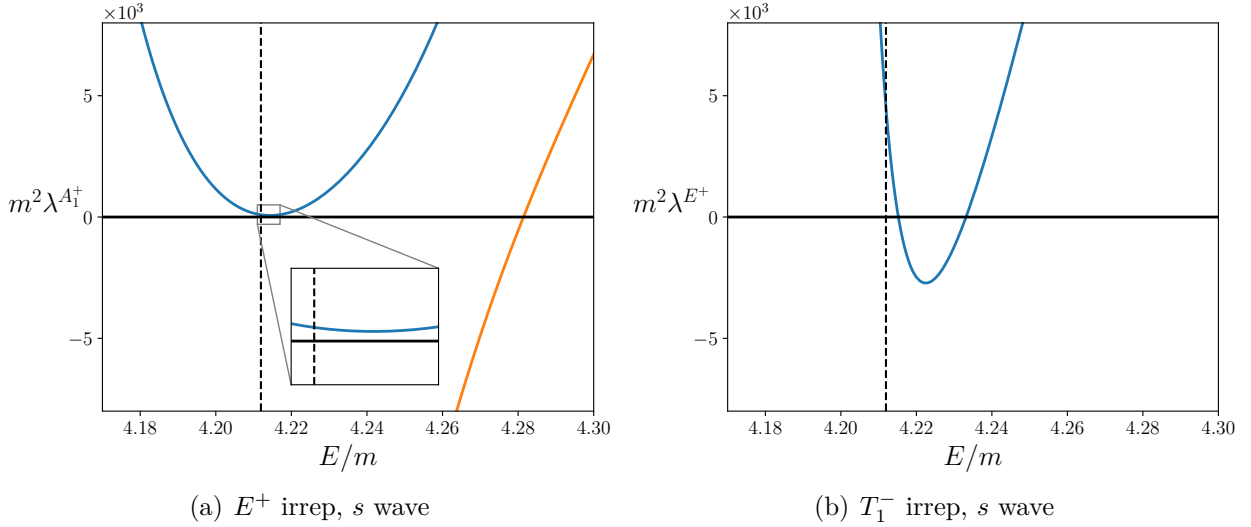 ×10³
5
0
−5
m²λ^{A₁⁺}
4.18 4.20 4.22 4.24 4.26 4.28 4.30
E/m
(a) E⁺ irrep, s wave
×10³
5
0
−5
m²λ^{E⁺}
4.18 4.20 4.22 4.24 4.26 4.28 4.30
E/m
(b) T₁⁻ irrep, s wave